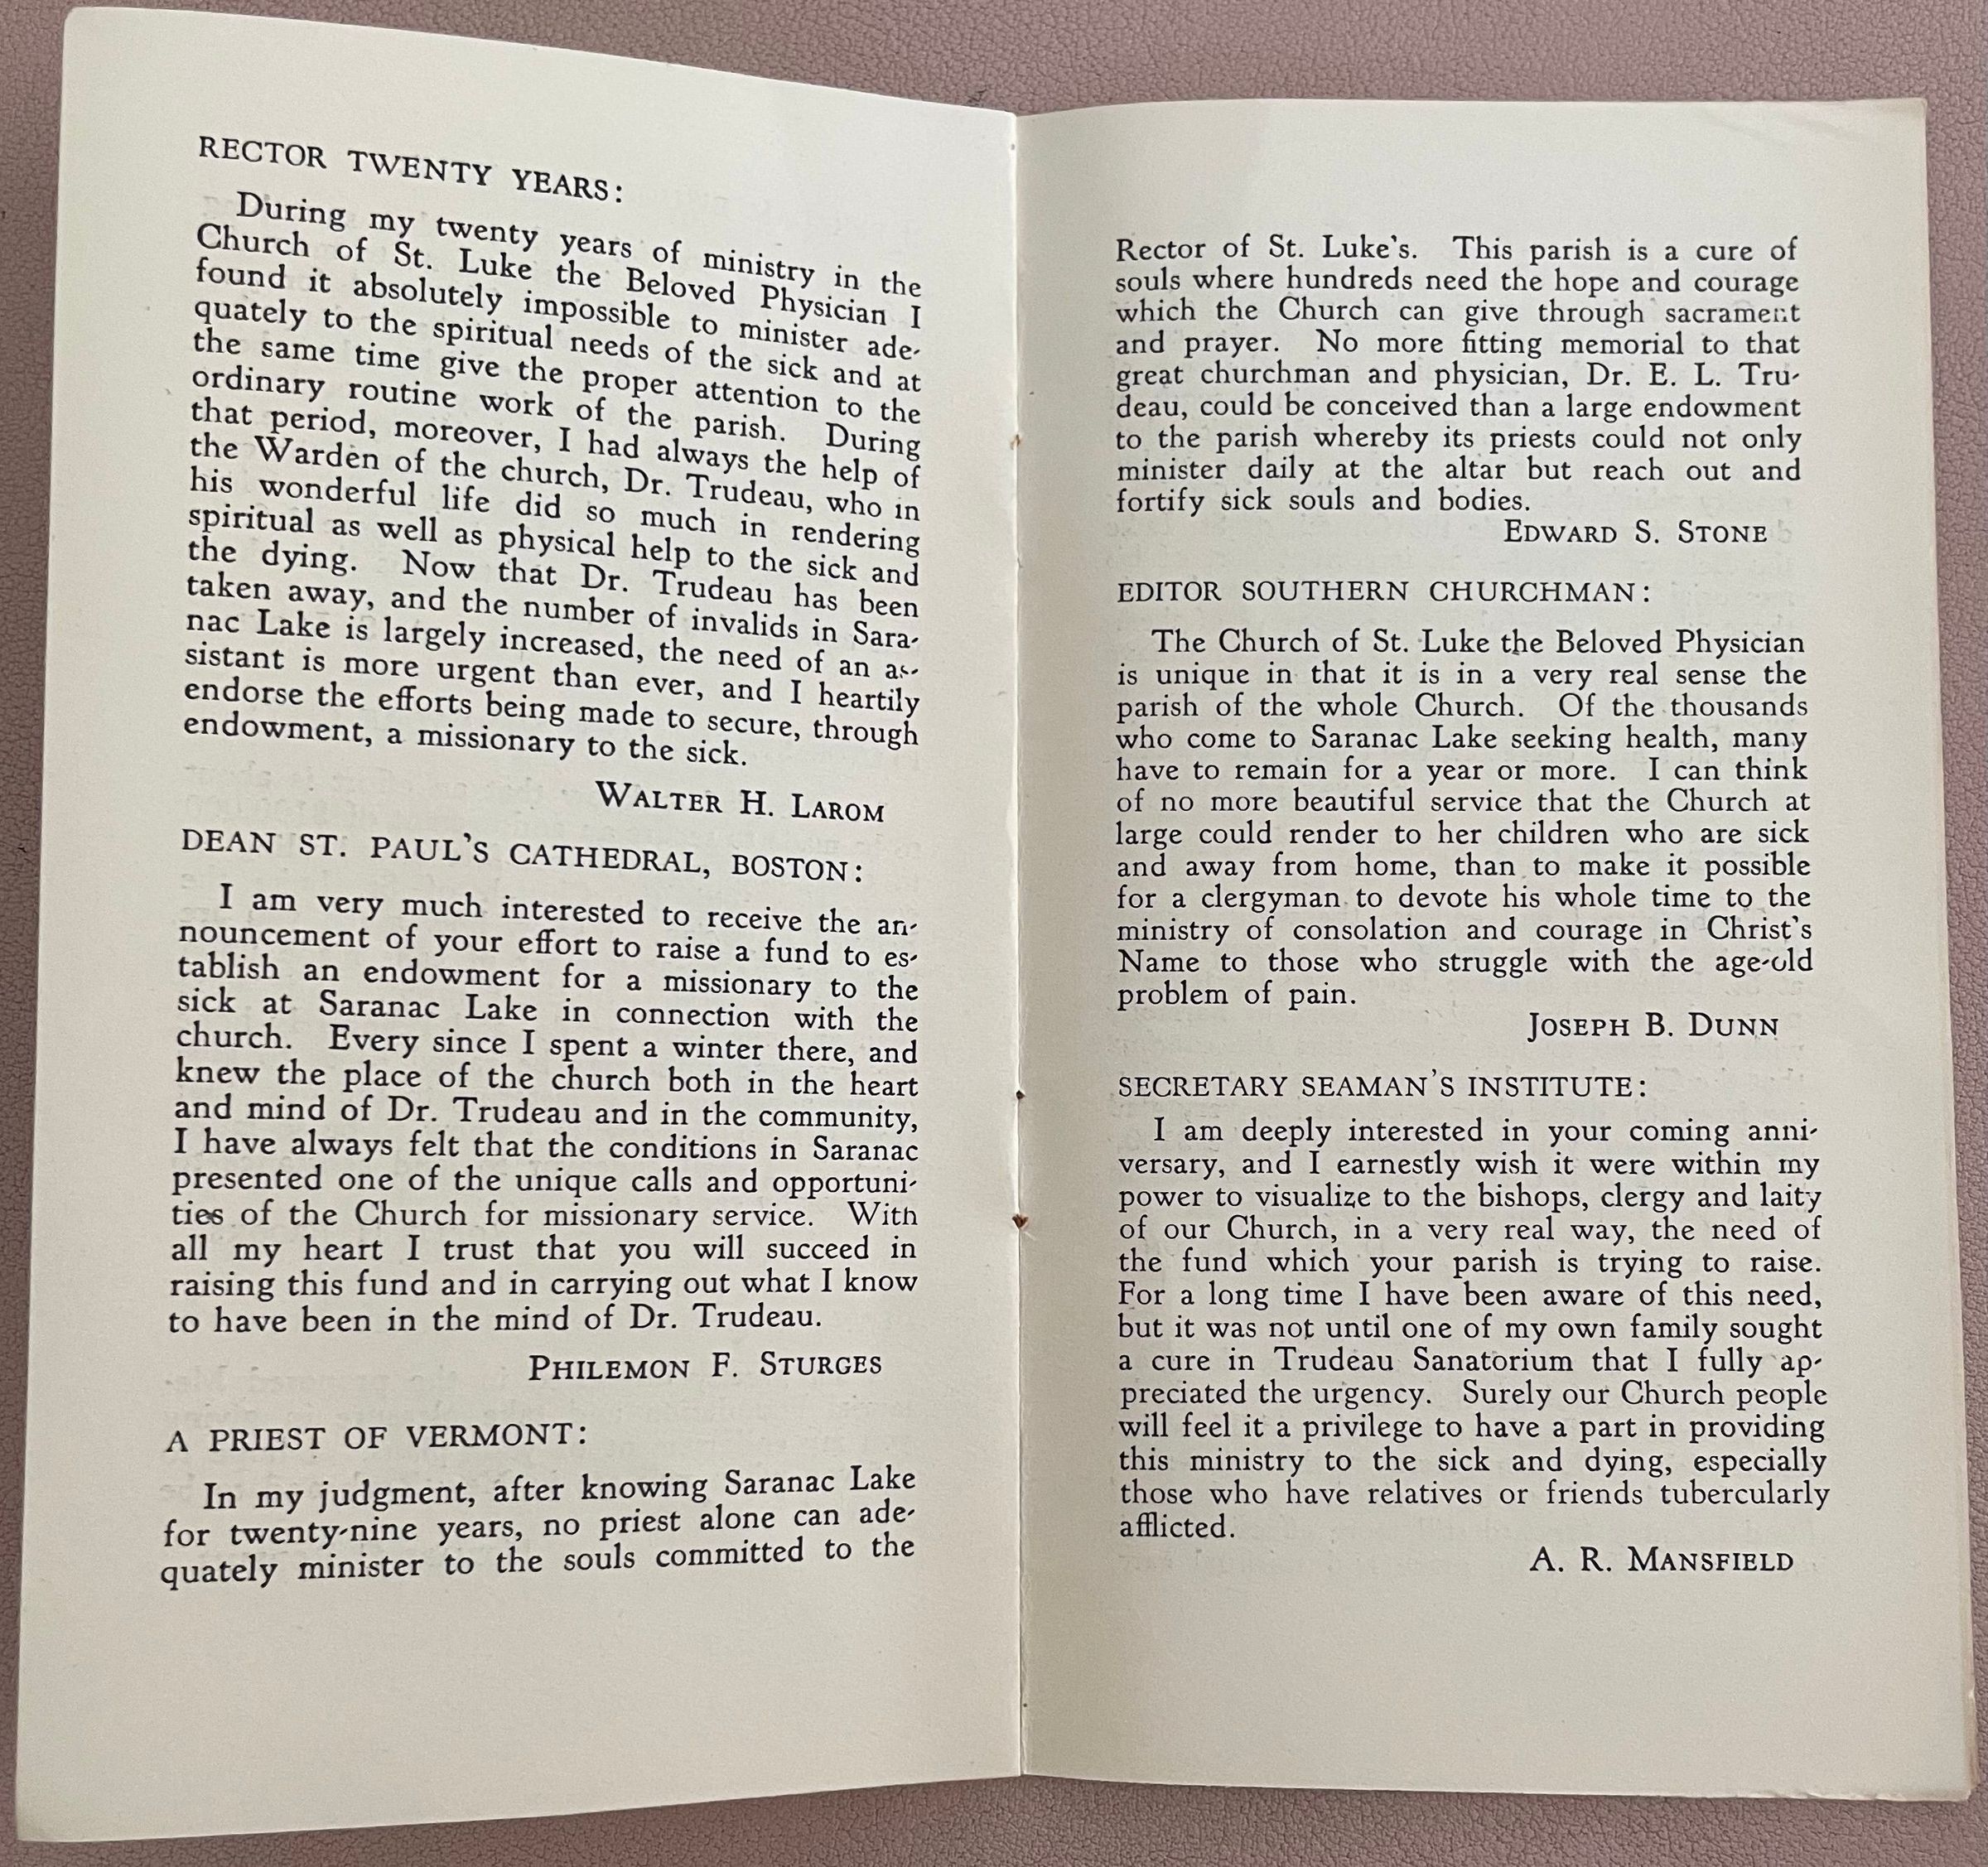 RECTOR TWENTY YEARS:
During my twenty years of ministry in the
Church of St. Luke the Beloved Physician I
found it absolutely impossible to minister ade-
quately to the spiritual needs of the sick and at
the same time give the proper attention to the
ordinary routine work of the parish. During
that period, moreover, I had always the help of
the Warden of the church, Dr. Trudeau, who in
his wonderful life did so much in rendering
spiritual as well as physical help to the sick and
the dying. Now that Dr. Trudeau has been
taken away, and the number of invalids in Sara-
nac Lake is largely increased, the need of an as-
sistant is more urgent than ever, and I heartily
endorse the efforts being made to secure, through
endowment, a missionary to the sick.
WALTER H. LAROM
DEAN ST. PAUL'S CATHEDRAL, BOSTON:
I am very much interested to receive the an-
nouncement of your effort to raise a fund to es-
tablish an endowment for a missionary to the
sick at Saranac Lake in connection with the
church. Every since I spent a winter there, and
knew the place of the church both in the heart
and mind of Dr. Trudeau and in the community,
I have always felt that the conditions in Saranac
presented one of the unique calls and opportuni-
ties of the Church for missionary service. With
all my heart I trust that you will succeed in
raising this fund and in carrying out what I know
to have been in the mind of Dr. Trudeau.
PHILEMON F. STURGES
A PRIEST OF VERMONT:
In my judgment, after knowing Saranac Lake
for twenty-nine years, no priest alone can ade-
quately minister to the souls committed to the
Rector of St. Luke's. This parish is a cure of
souls where hundreds need the hope and courage
which the Church can give through sacrament
and prayer. No more fitting memorial to that
great churchman and physician, Dr. E. L. Tru-
deau, could be conceived than a large endowment
to the parish whereby its priests could not only
minister daily at the altar but reach out and
fortify sick souls and bodies.
EDWARD S. STONE
EDITOR SOUTHERN CHURCHMAN:
The Church of St. Luke the Beloved Physician
is unique in that it is in a very real sense the
parish of the whole Church. Of the thousands
who come to Saranac Lake seeking health, many
have to remain for a year or more. I can think
of no more beautiful service that the Church at
large could render to her children who are sick
and away from home, than to make it possible
for a clergyman to devote his whole time to the
ministry of consolation and courage in Christ's
Name to those who struggle with the age-old
problem of pain.
JOSEPH B. DUNN
SECRETARY SEAMAN'S INSTITUTE:
I am deeply interested in your coming anni-
versary, and I earnestly wish it were within my
power to visualize to the bishops, clergy and laity
of our Church, in a very real way, the need of
the fund which your parish is trying to raise.
For a long time I have been aware of this need,
but it was not until one of my own family sought
a cure in Trudeau Sanatorium that I fully ap-
preciated the urgency. Surely our Church people
will feel it a privilege to have a part in providing
this ministry to the sick and dying, especially
those who have relatives or friends tubercularly
afflicted.
A. R. MANSFIELD